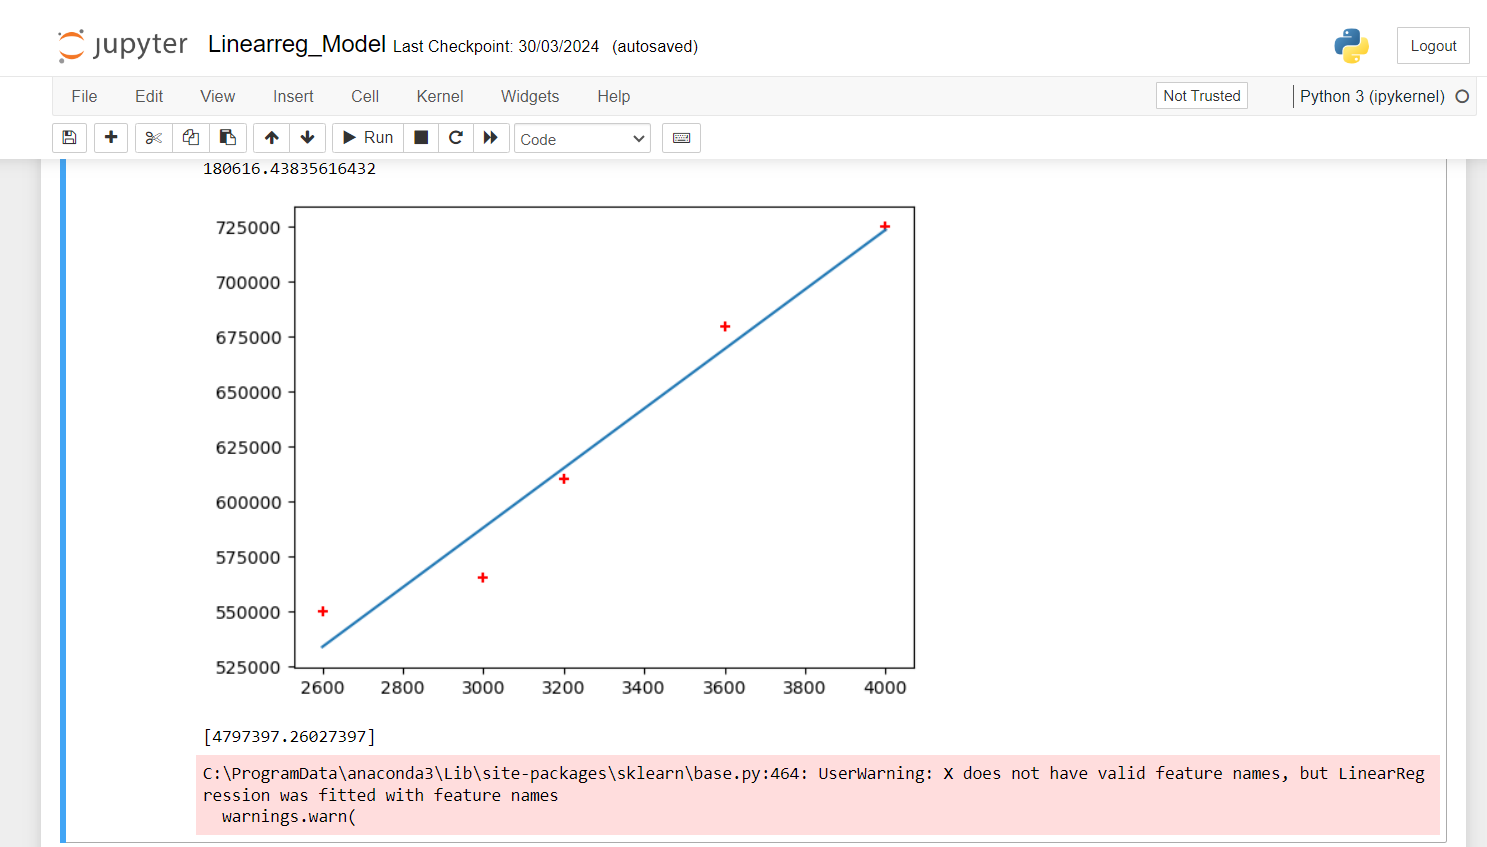 jupyter Linearreg_Model Last Checkpoint: 30/03/2024 (autosaved) Logout
File Edit View Insert Cell Kernel Widgets Help Not Trusted Python 3 (ipykernel)
Run Code
180616.43835616432
725000
700000
675000
650000
625000
600000
575000
550000
525000
2600 2800 3000 3200 3400 3600 3800 4000
[4797397.26027397]
C:\ProgramData\anaconda3\Lib\site-packages\sklearn\base.py:464: UserWarning: X does not have valid feature names, but LinearReg
ression was fitted with feature names
warnings.warn(